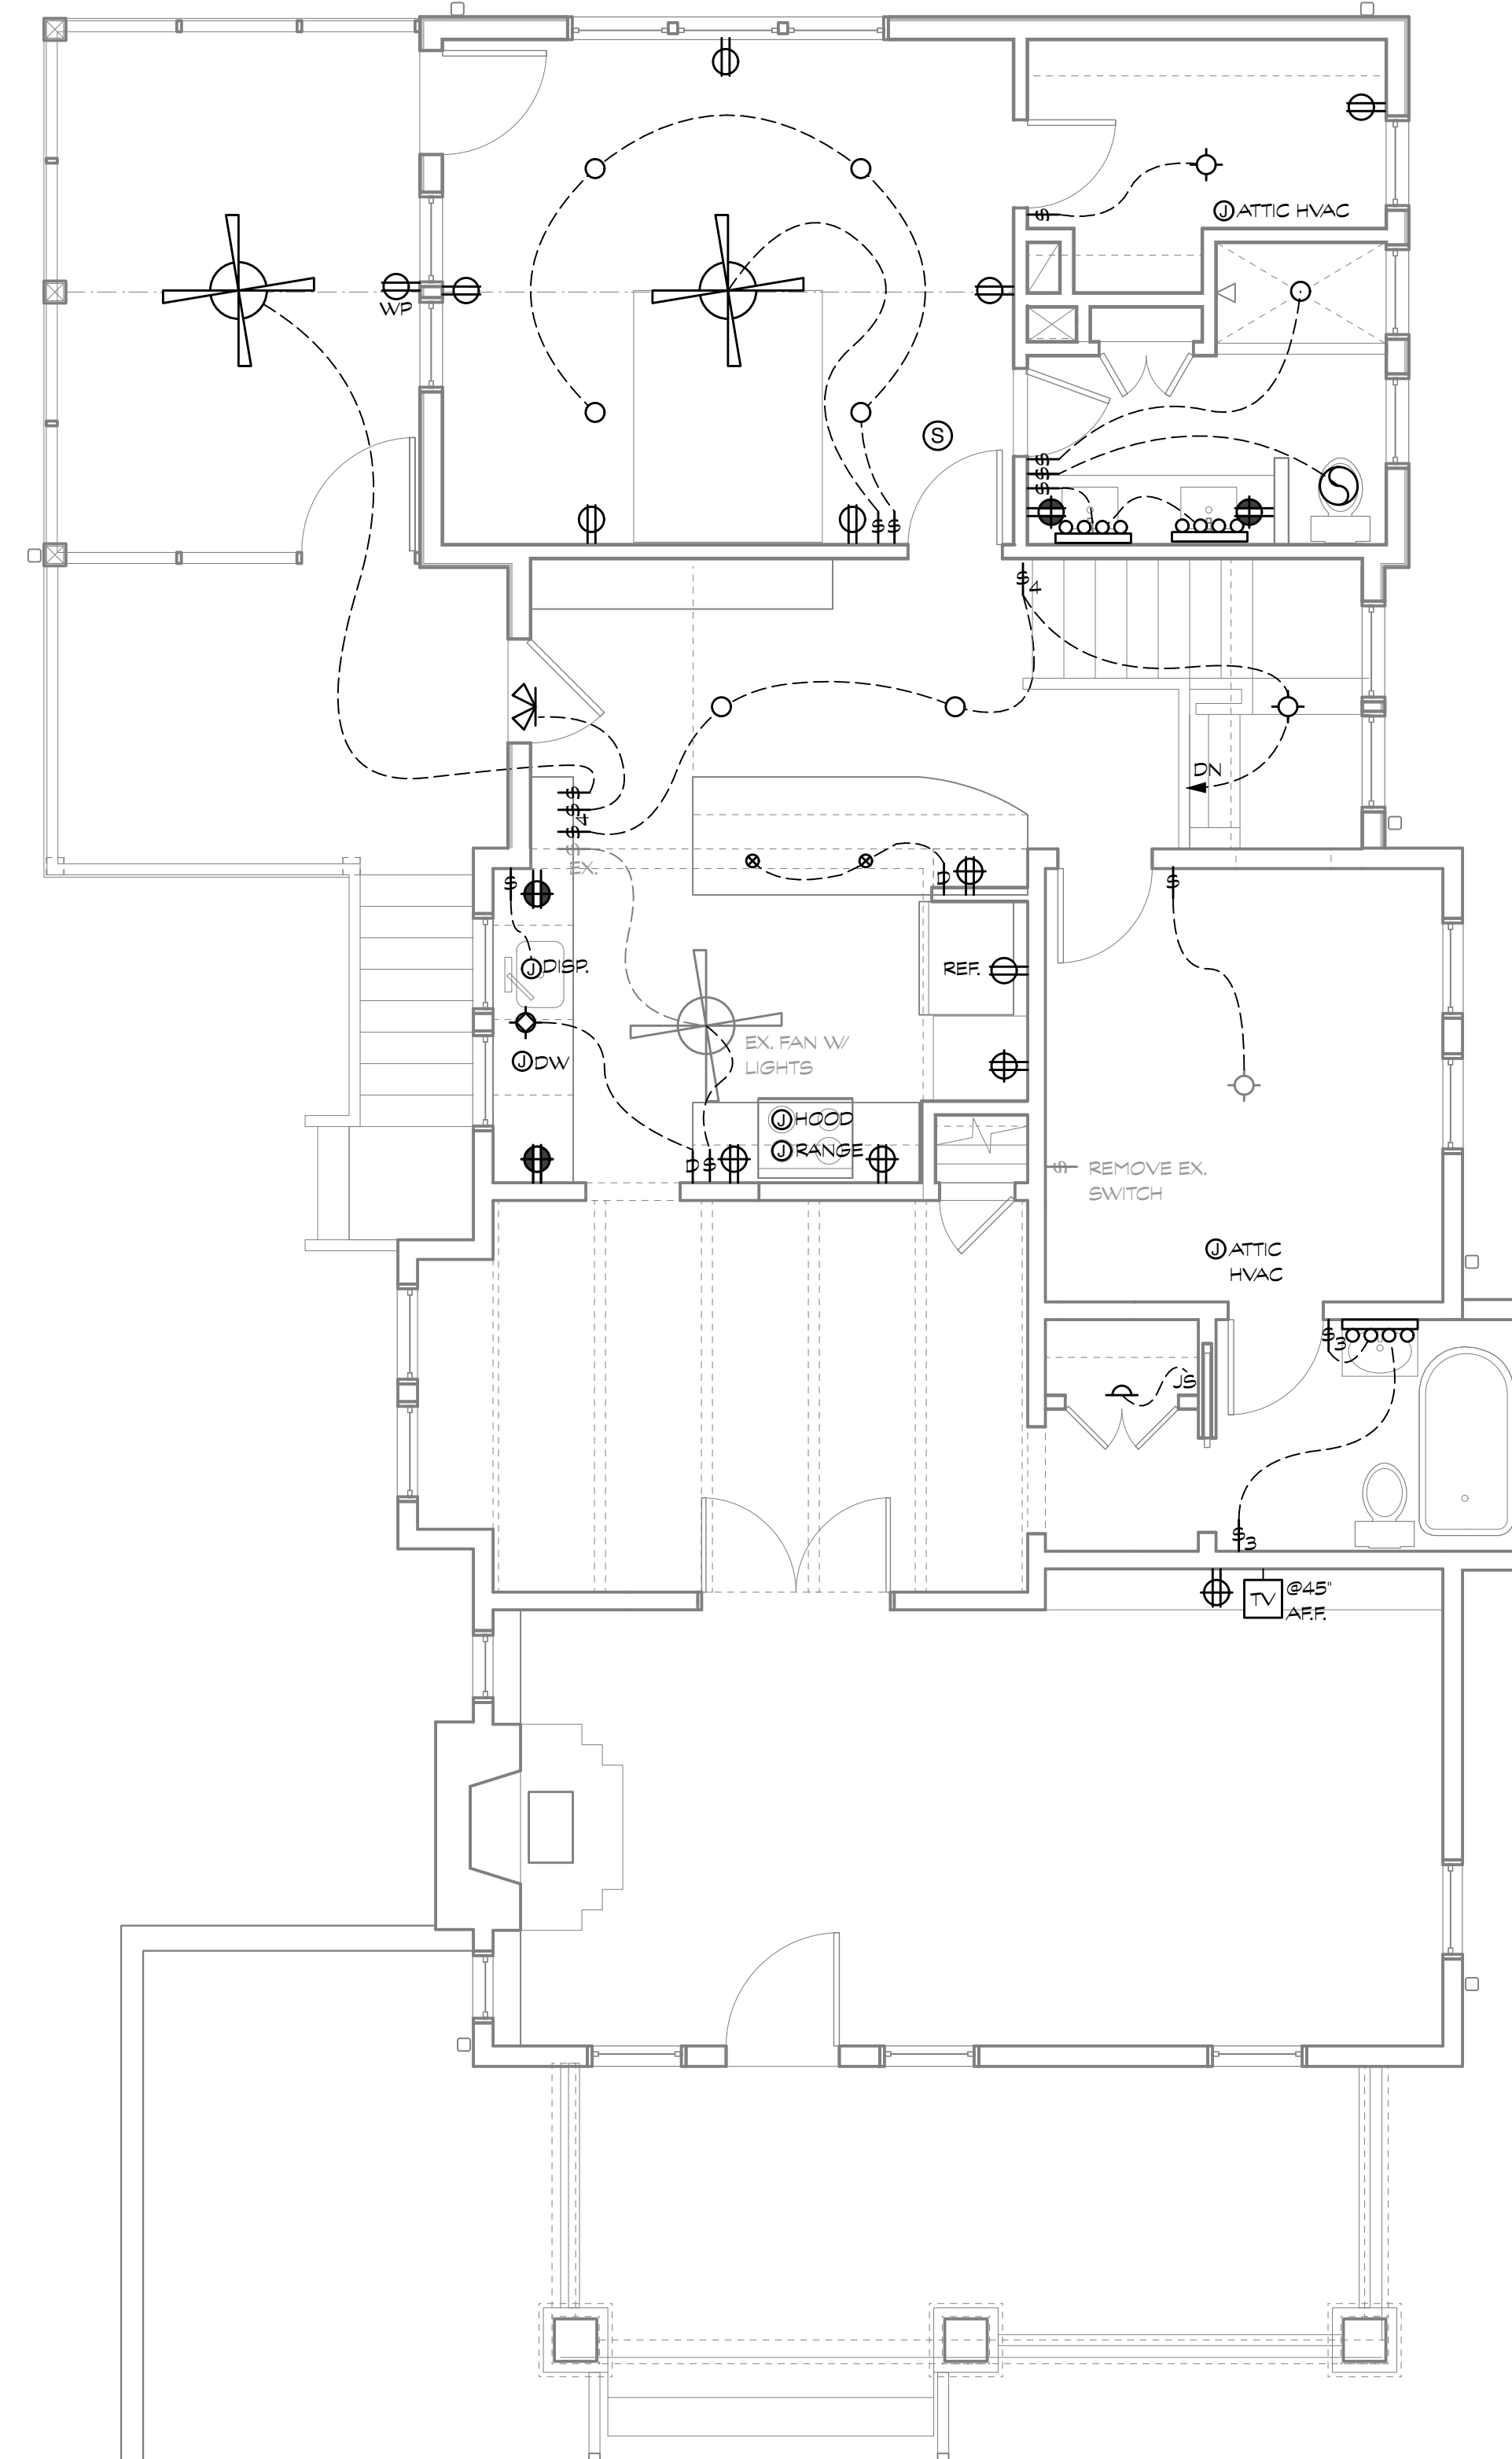 $
J ATTIC HVAC
WP
S
$
$
$
$ $
$4
DN
$
$4
$
$
EX.
$
D
$
J DISP.
REF.
J DW
EX. FAN W/
LIGHTS
J HOOD
J RANGE
D $
$ REMOVE EX.
SWITCH
J ATTIC
HVAC
$3
JS
$3
TV @45"
A.F.F.